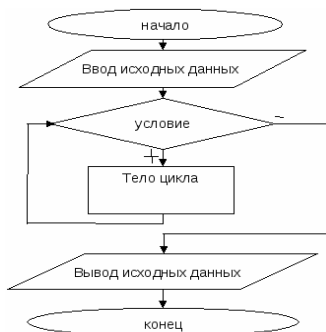 начало
Ввод исходных данных
условие
-
+
Тело цикла
Вывод исходных данных
конец